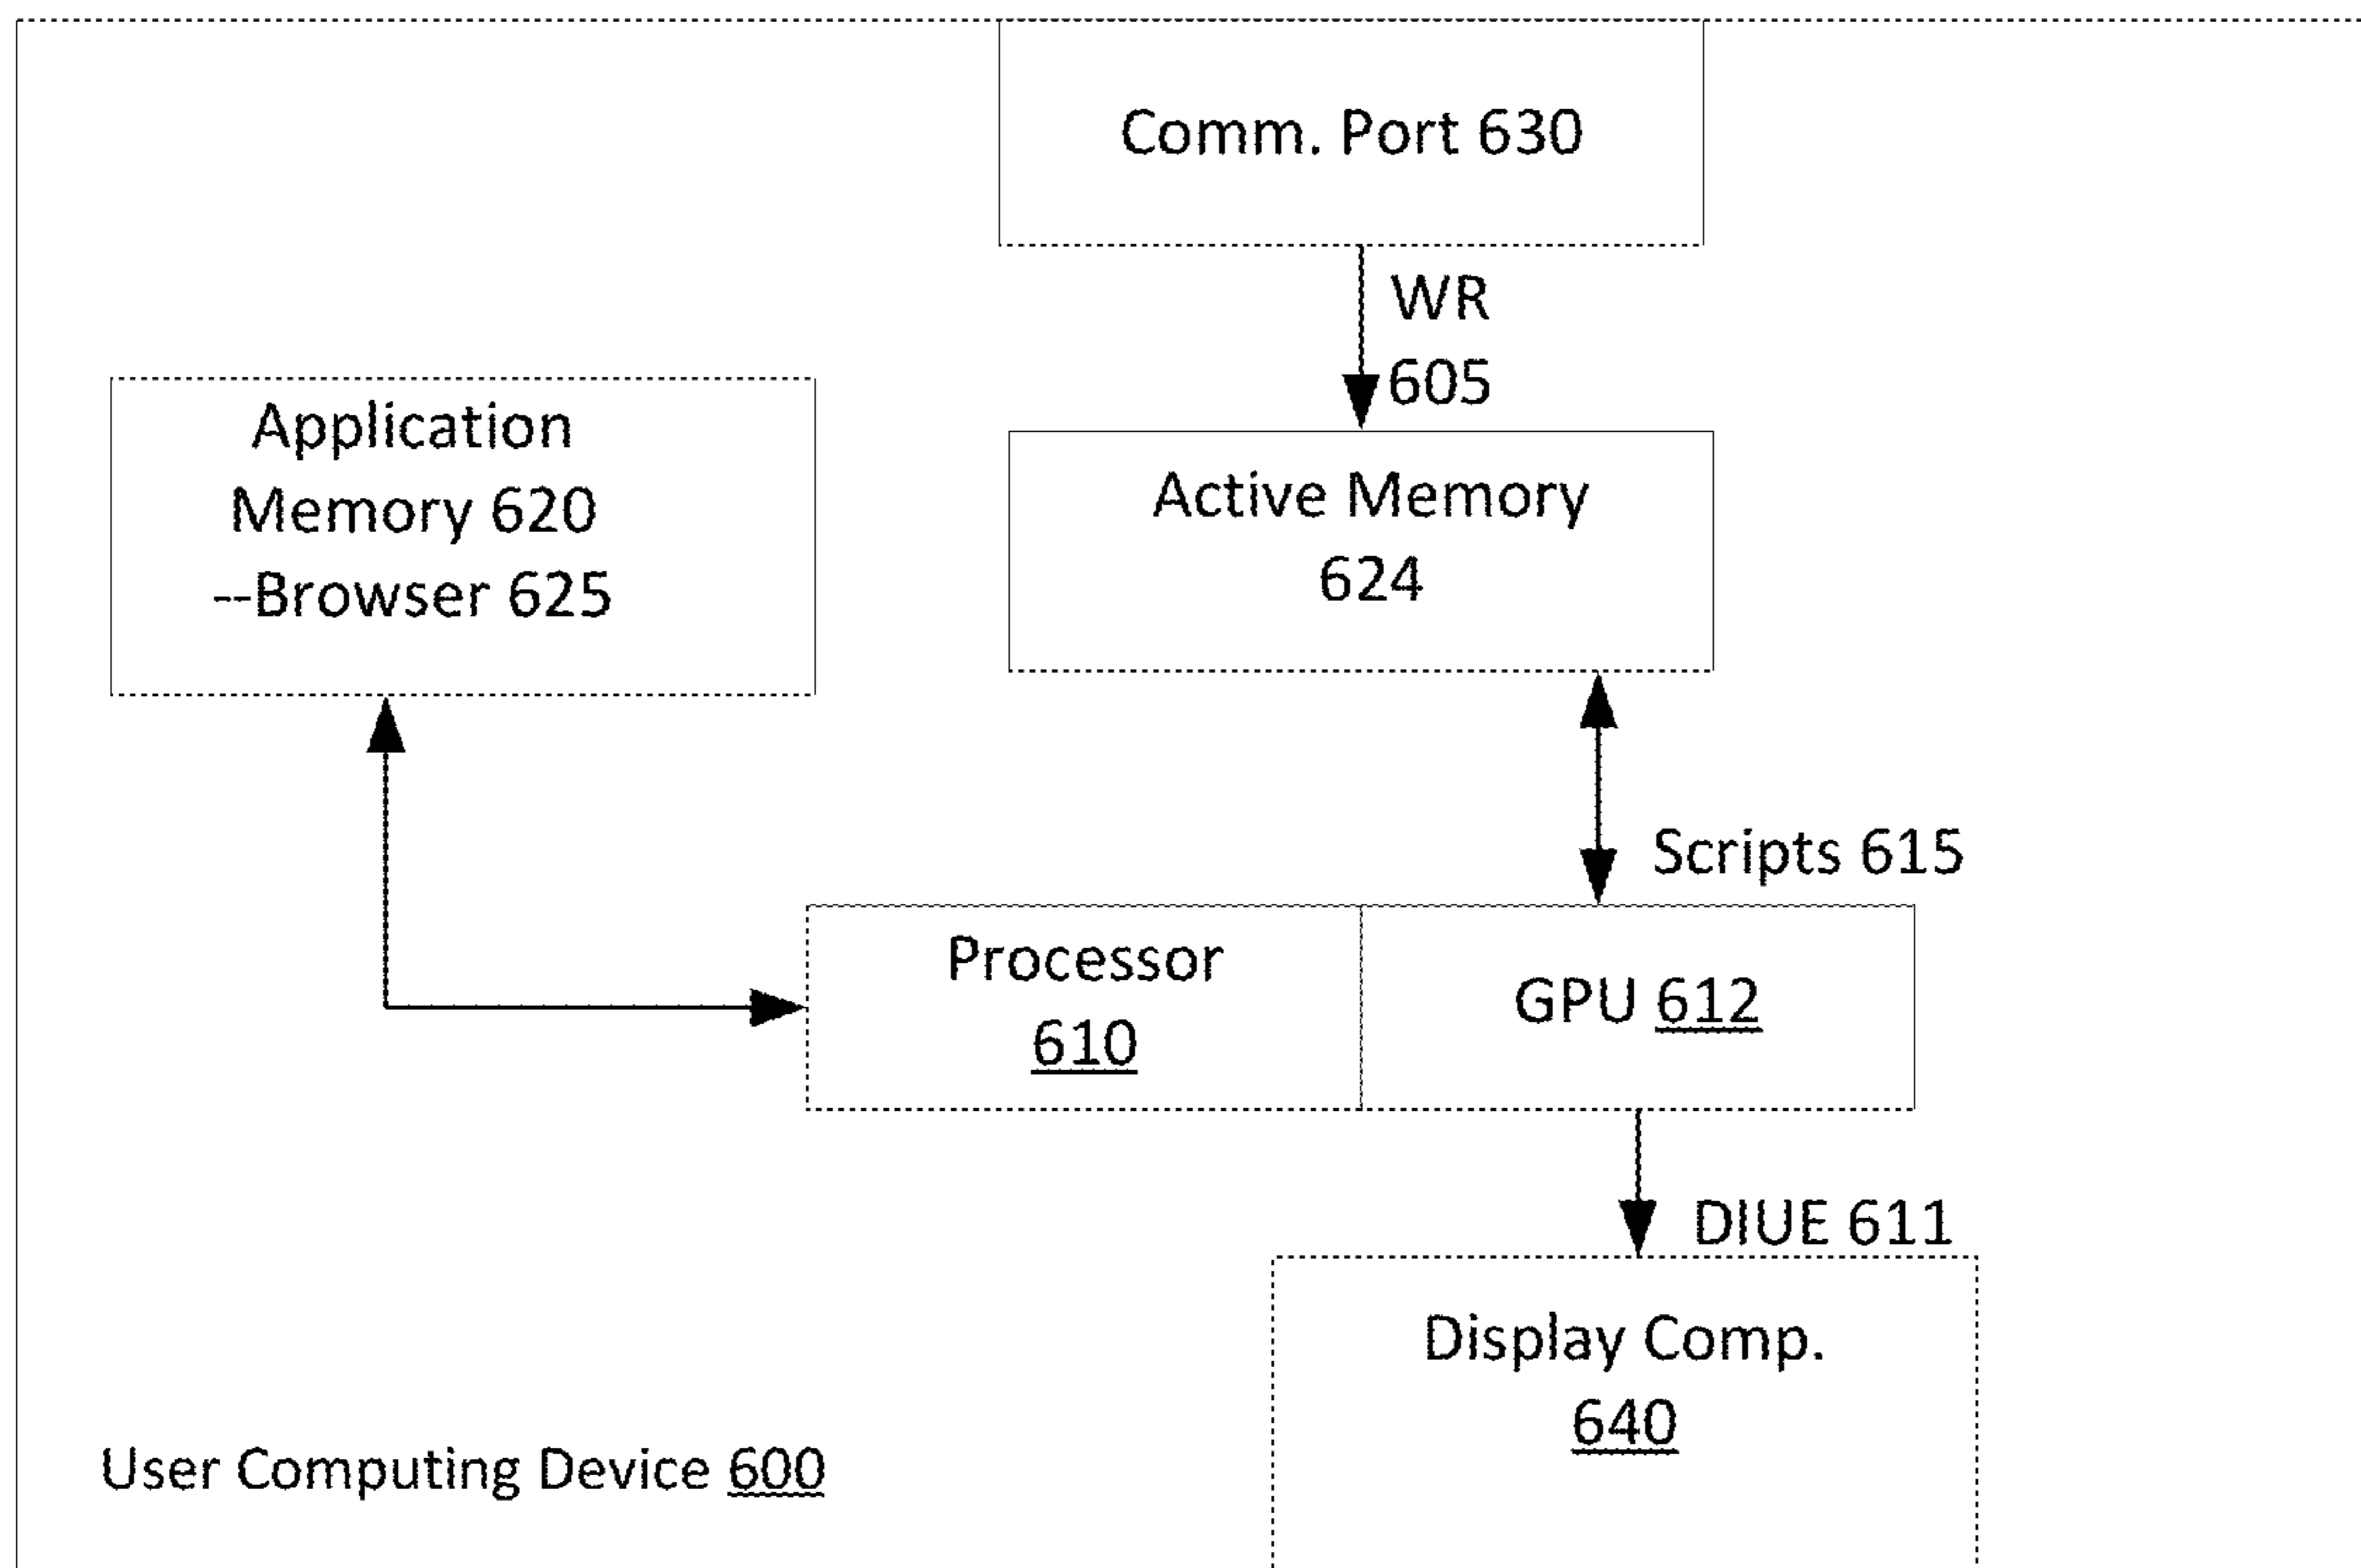 Comm. Port 630
WR
605
Application
Memory 620
--Browser 625
Active Memory
624
Scripts 615
Processor
610
GPU 612
DIUE 611
Display Comp.
640
User Computing Device 600